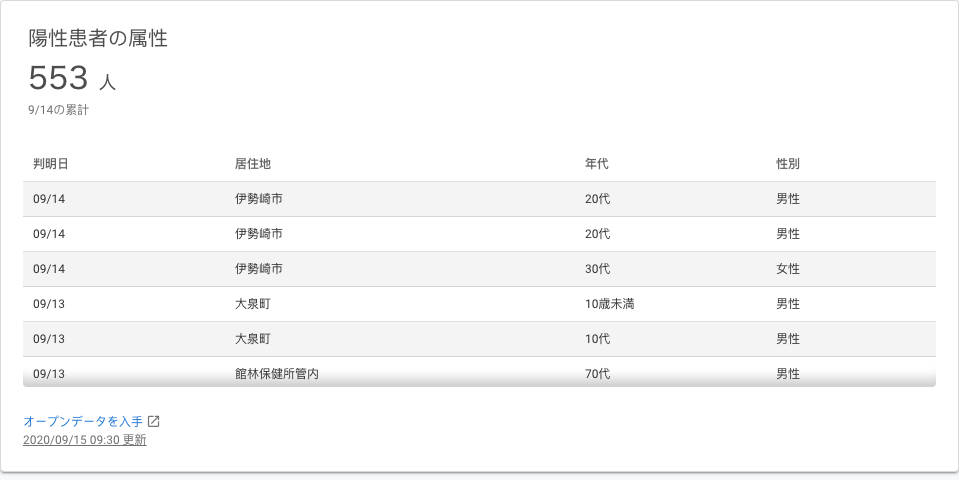 陽性患者の属性
553 人
9/14の累計
判明日 居住地 年代 性別
09/14 伊勢崎市 20代 男性
09/14 伊勢崎市 20代 男性
09/14 伊勢崎市 30代 女性
09/13 大泉町 10歳未満 男性
09/13 大泉町 10代 男性
09/13 館林保健所管内 70代 男性
オープンデータを入手
2020/09/15 09:30 更新